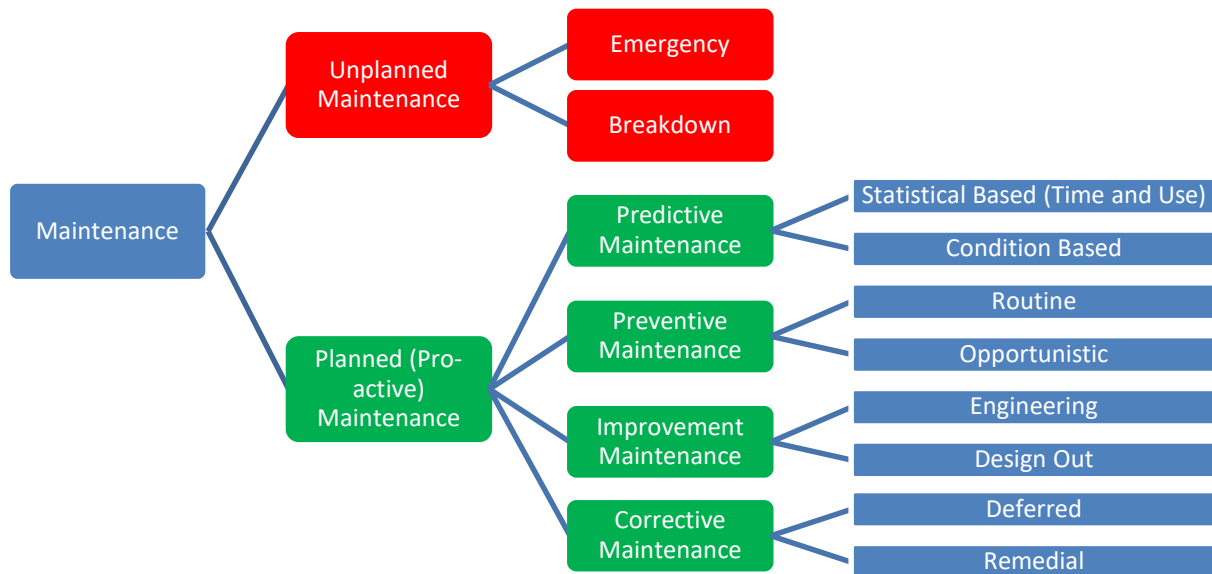 Maintenance
Unplanned
Maintenance
Emergency
Breakdown
Planned (Pro-
active)
Maintenance
Predictive
Maintenance
Statistical Based (Time and Use)
Condition Based
Preventive
Maintenance
Routine
Opportunistic
Improvement
Maintenance
Engineering
Design Out
Corrective
Maintenance
Deferred
Remedial